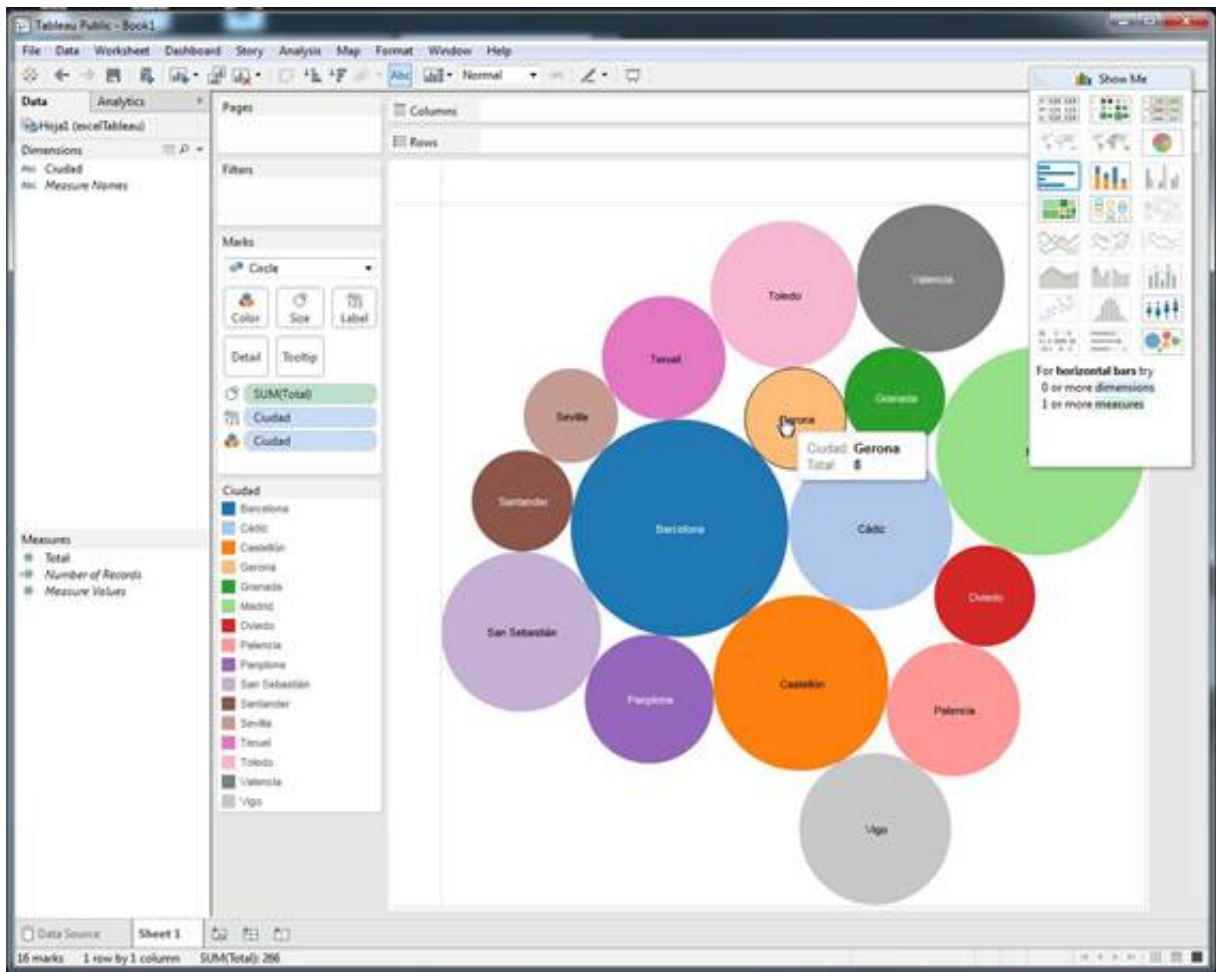 Tableau Public - Book1
File Data Worksheet Dashboard Story Analysis Map Format Window Help
Abc Normal
Data Analytics
Hoja1 (excelTableau)
Dimensions
Abc Ciudad
Abc Measure Names
Measures
Total
Number of Records
Measure Values
Pages
Filters
Marks
Circle
Color Size Label
Detail Tooltip
SUM(Total)
Ciudad
Ciudad
Ciudad
Barcelona
Cádiz
Castellón
Gerona
Granada
Madrid
Oviedo
Palencia
Panplona
San Sebastián
Santander
Sevilla
Teruel
Toledo
Valencia
Vigo
Columns
Rows
Valencia
Toledo
Teruel
Granada
Sevilla
Gerona
Ciudad: Gerona
Total: 8
Santander
Barcelona
Cádiz
Oviedo
San Sebastián
Castellón
Panplona
Palencia
Vigo
Show Me
For horizontal bars try
0 or more dimensions
1 or more measures
Data Source Sheet 1
16 marks 1 row by 1 column SUM(Total): 266